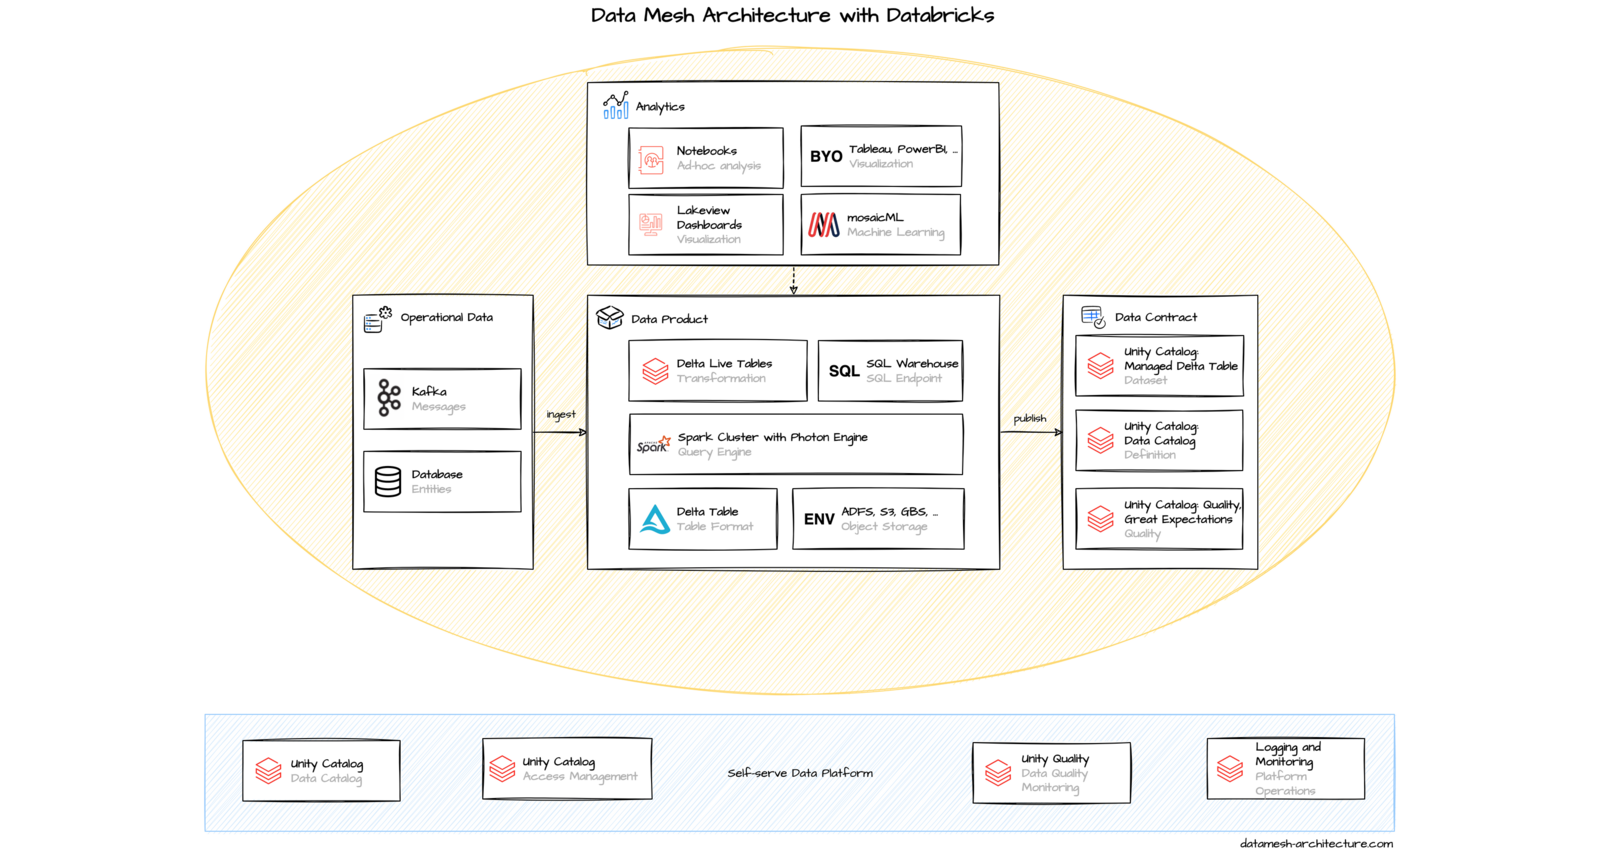 Data Mesh Architecture with Databricks
Analytics
Notebooks
Ad-hoc analysis
BYO
Tableau, PowerBI, ...
Visualization
Lakeview
Dashboards
Visualization
mosaicML
Machine Learning
Operational Data
Kafka
Messages
Database
Entities
ingest
Data Product
Delta Live Tables
Transformation
SQL
SQL Warehouse
SQL Endpoint
APACHE
Spark
Spark Cluster with Photon Engine
Query Engine
Delta Table
Table Format
ENV
ADFS, S3, GBS, ...
Object Storage
publish
Data Contract
Unity Catalog:
Managed Delta Table
Dataset
Unity Catalog:
Data Catalog
Definition
Unity Catalog: Quality,
Great Expectations
Quality
Unity Catalog
Data Catalog
Unity Catalog
Access Management
Self-serve Data Platform
Unity Quality
Data Quality
Monitoring
Logging and
Monitoring
Platform
Operations
datamesh-architecture.com